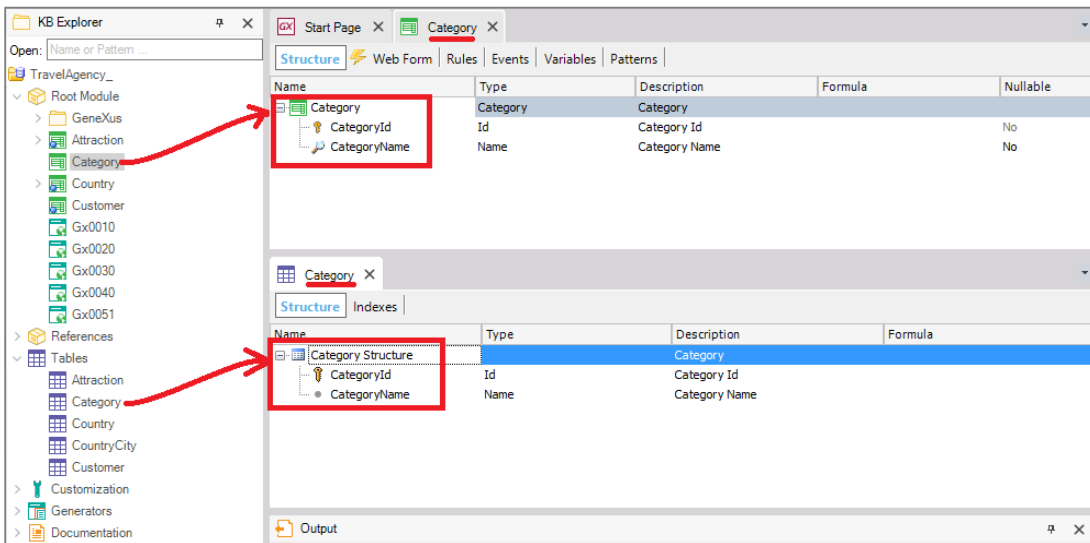 KB Explorer
Open: Name or Pattern ...
TravelAgency_
Root Module
GeneXus
Attraction
Category
Country
Customer
Gx0010
Gx0020
Gx0030
Gx0040
Gx0051
References
Tables
Attraction
Category
Country
CountryCity
Customer
Customization
Generators
Documentation
GX Start Page Category
Structure Web Form Rules Events Variables Patterns
Name Type Description Formula Nullable
Category Category Category
CategoryId Id Category Id No
CategoryName Name Category Name No
Category
Structure Indexes
Name Type Description Formula
Category Structure Category
CategoryId Id Category Id
CategoryName Name Category Name
Output